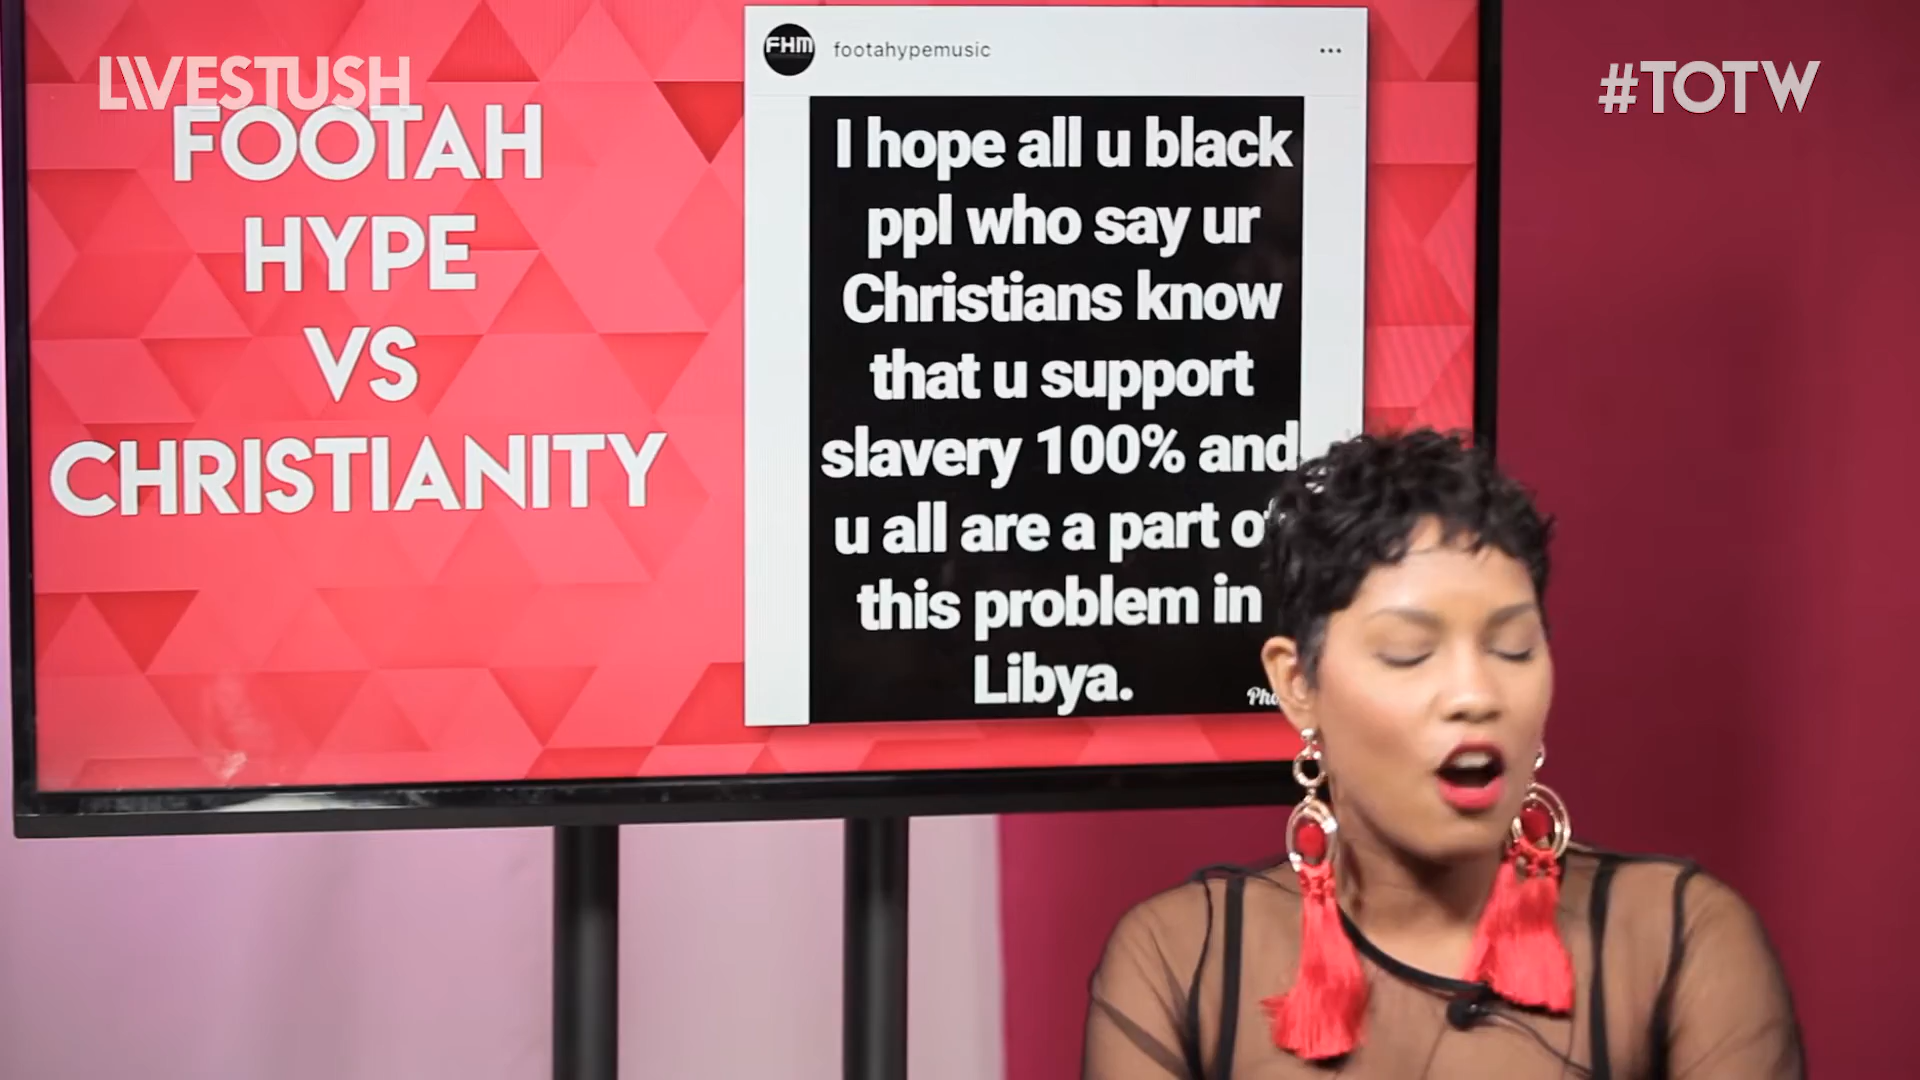 LIVESTUSH
#TOTW
FOOTAH
HYPE
VS
CHRISTIANITY
FHM
footahypemusic
I hope all u black
ppl who say ur
Christians know
that u support
slavery 100% and
u all are a part of
this problem in
Libya.